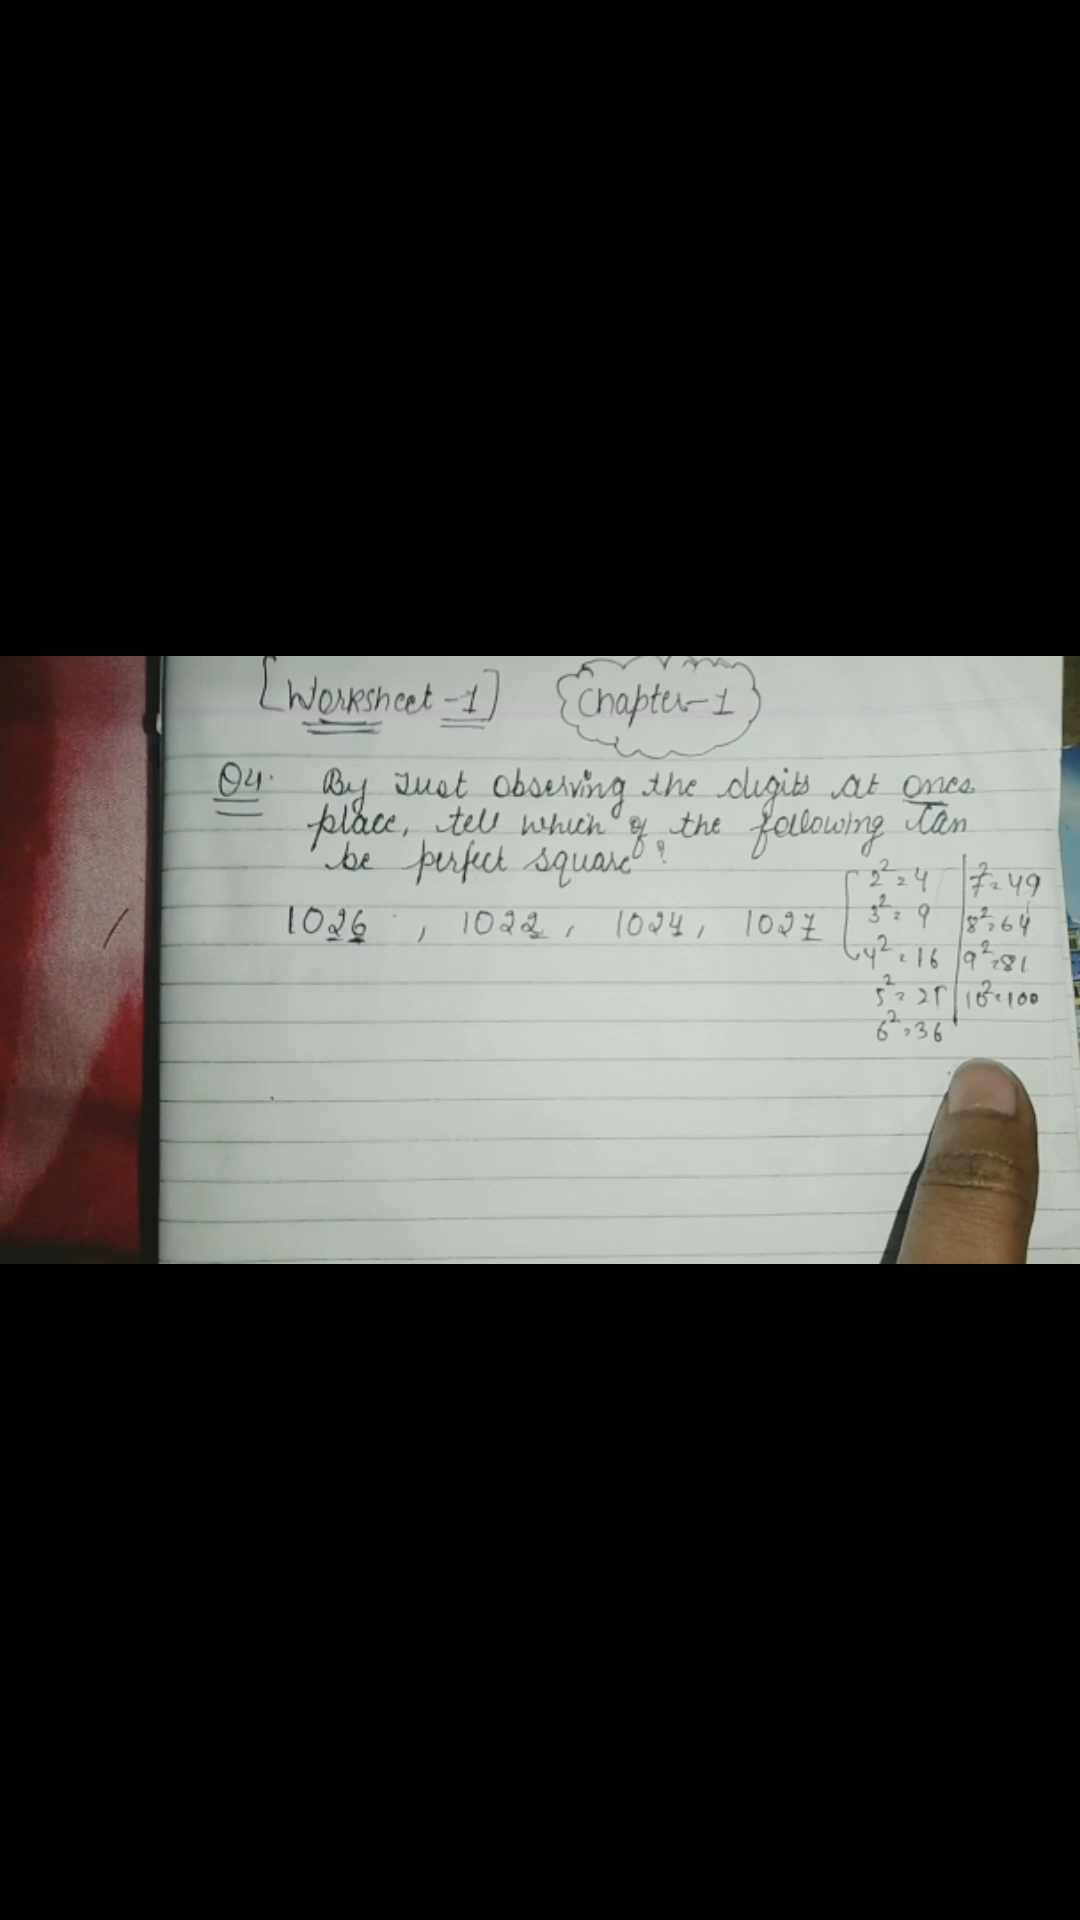 [Worksheet-1] Chapter-1
Q4. By Just observing the digits at ones
place, tell which of the following Can
be perfect square?
1026, 1022, 1024, 1027
2²=4
3²=9
4²=16
5²=25
6²=36
7²=49
8²=64
9²=81
10²=100